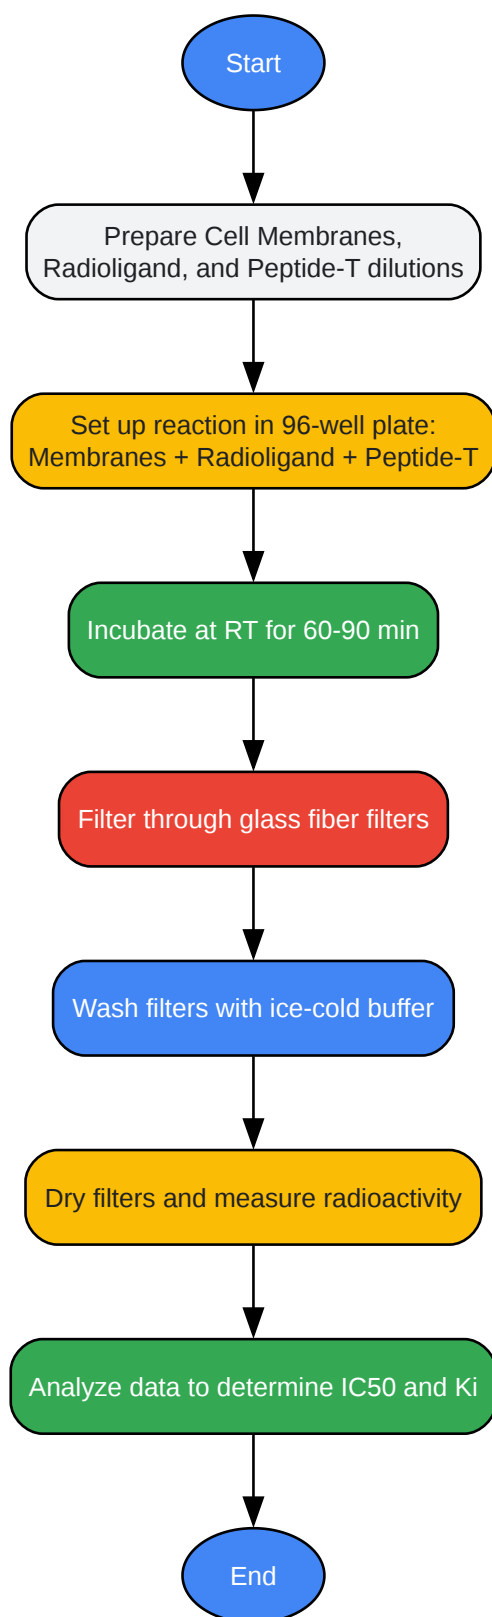 Start
Prepare Cell Membranes,
Radioligand, and Peptide-T dilutions
Set up reaction in 96-well plate:
Membranes + Radioligand + Peptide-T
Incubate at RT for 60-90 min
Filter through glass fiber filters
Wash filters with ice-cold buffer
Dry filters and measure radioactivity
Analyze data to determine IC50 and Ki
End